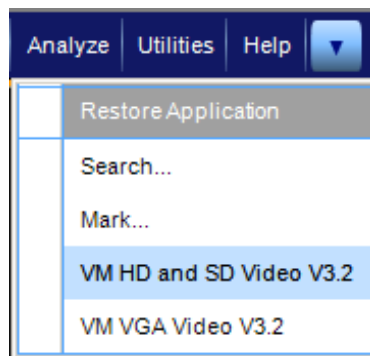 Analyze Utilities Help
Restore Application
Search...
Mark...
VM HD and SD Video V3.2
VM VGA Video V3.2